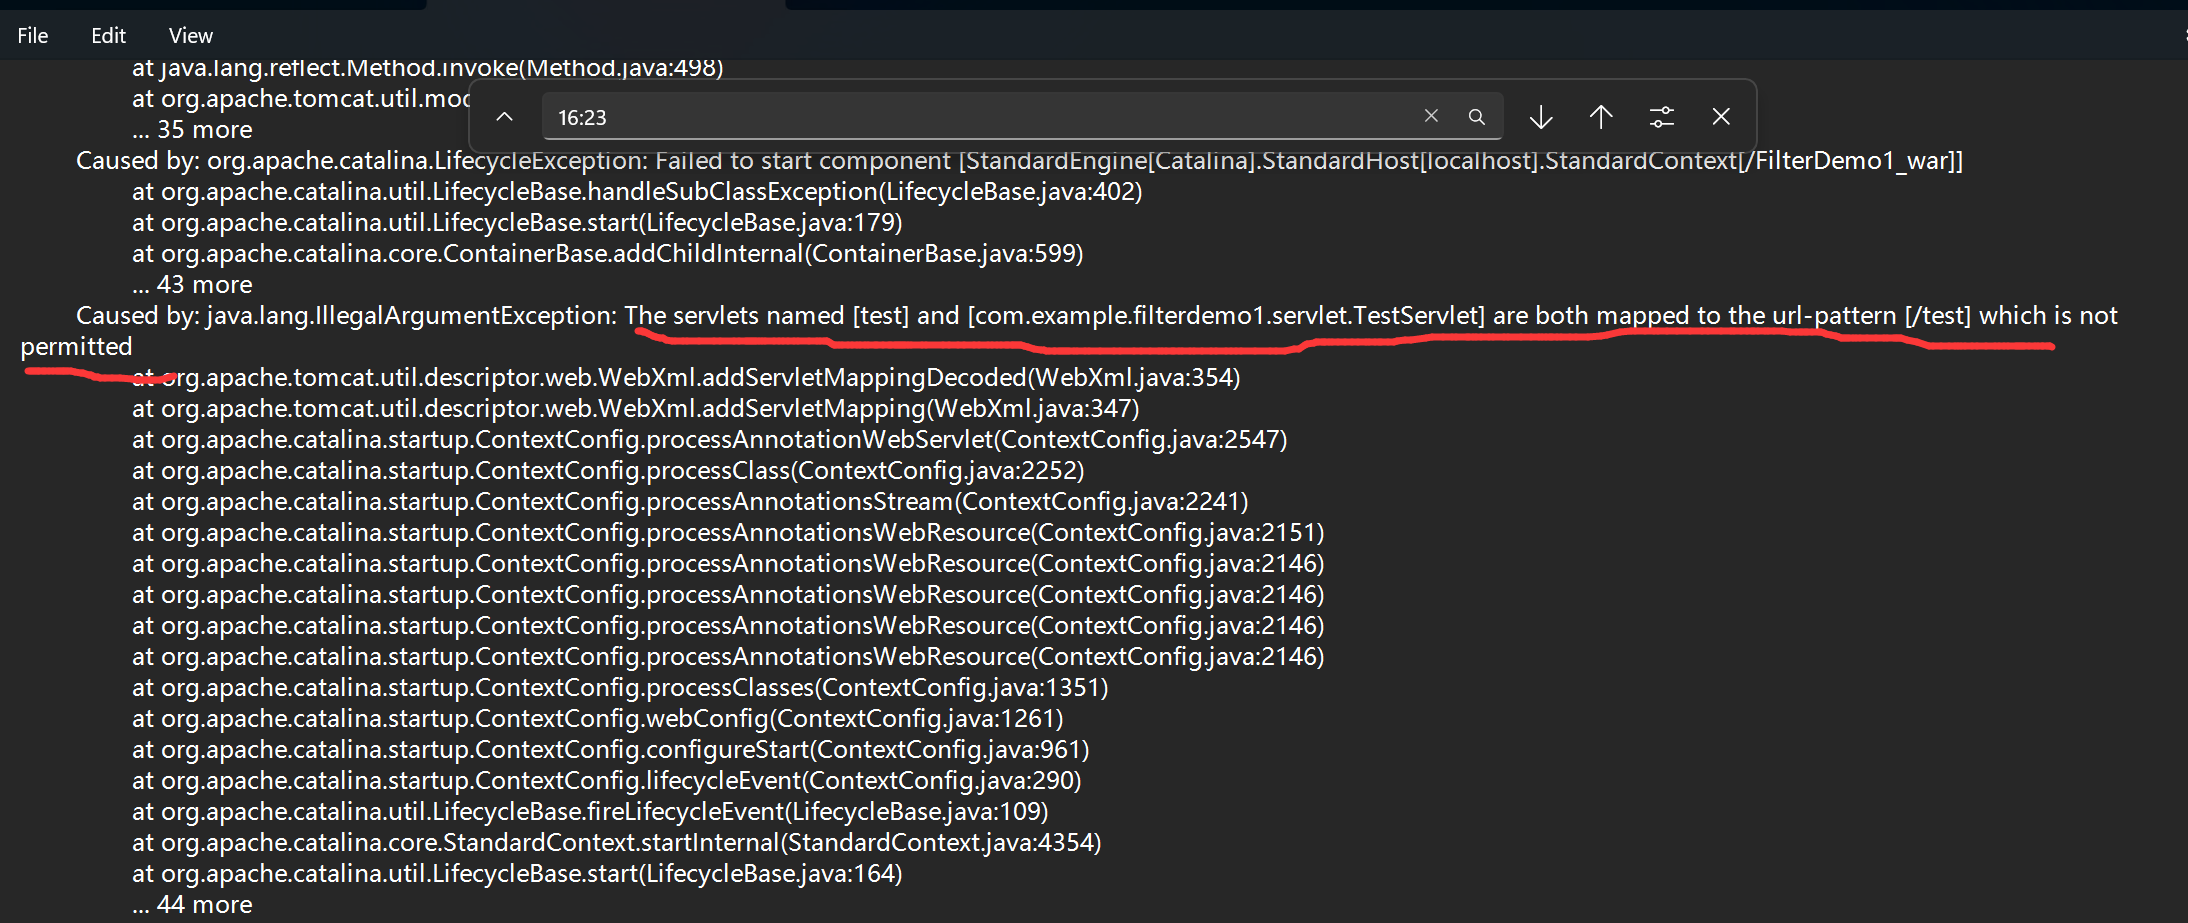 File Edit View
at java.lang.reflect.Method.invoke(Method.java:498)
at org.apache.tomcat.util.mod
16:23
... 35 more
Caused by: org.apache.catalina.LifecycleException: Failed to start component [StandardEngine[Catalina].StandardHost[localhost].StandardContext[/FilterDemo1_war]]
at org.apache.catalina.util.LifecycleBase.handleSubClassException(LifecycleBase.java:402)
at org.apache.catalina.util.LifecycleBase.start(LifecycleBase.java:179)
at org.apache.catalina.core.ContainerBase.addChildInternal(ContainerBase.java:599)
... 43 more
Caused by: java.lang.IllegalArgumentException: The servlets named [test] and [com.example.filterdemo1.servlet.TestServlet] are both mapped to the url-pattern [/test] which is not
permitted
at org.apache.tomcat.util.descriptor.web.WebXml.addServletMappingDecoded(WebXml.java:354)
at org.apache.tomcat.util.descriptor.web.WebXml.addServletMapping(WebXml.java:347)
at org.apache.catalina.startup.ContextConfig.processAnnotationWebServlet(ContextConfig.java:2547)
at org.apache.catalina.startup.ContextConfig.processClass(ContextConfig.java:2252)
at org.apache.catalina.startup.ContextConfig.processAnnotationsStream(ContextConfig.java:2241)
at org.apache.catalina.startup.ContextConfig.processAnnotationsWebResource(ContextConfig.java:2151)
at org.apache.catalina.startup.ContextConfig.processAnnotationsWebResource(ContextConfig.java:2146)
at org.apache.catalina.startup.ContextConfig.processAnnotationsWebResource(ContextConfig.java:2146)
at org.apache.catalina.startup.ContextConfig.processAnnotationsWebResource(ContextConfig.java:2146)
at org.apache.catalina.startup.ContextConfig.processAnnotationsWebResource(ContextConfig.java:2146)
at org.apache.catalina.startup.ContextConfig.processClasses(ContextConfig.java:1351)
at org.apache.catalina.startup.ContextConfig.webConfig(ContextConfig.java:1261)
at org.apache.catalina.startup.ContextConfig.configureStart(ContextConfig.java:961)
at org.apache.catalina.startup.ContextConfig.lifecycleEvent(ContextConfig.java:290)
at org.apache.catalina.util.LifecycleBase.fireLifecycleEvent(LifecycleBase.java:109)
at org.apache.catalina.core.StandardContext.startInternal(StandardContext.java:4354)
at org.apache.catalina.util.LifecycleBase.start(LifecycleBase.java:164)
... 44 more